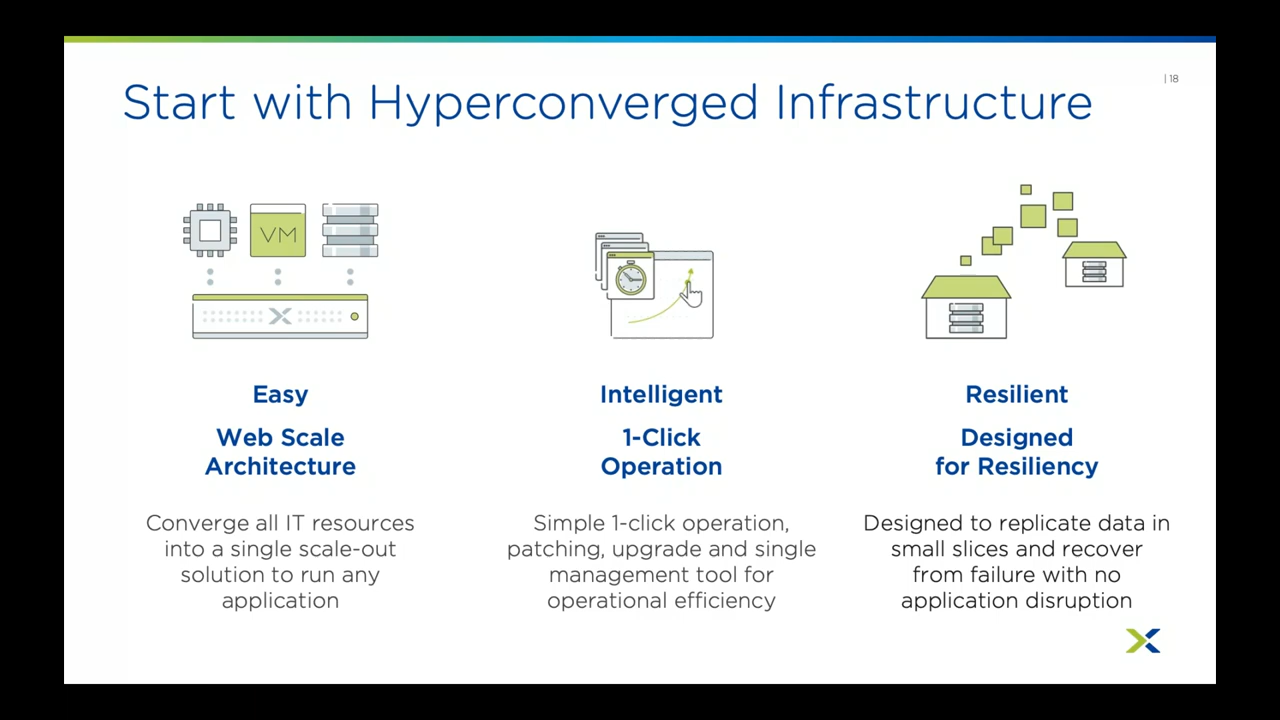 | 18
Start with Hyperconverged Infrastructure
VM
Easy
Web Scale
Architecture
Converge all IT resources
into a single scale-out
solution to run any
application
Intelligent
1-Click
Operation
Simple 1-click operation,
patching, upgrade and single
management tool for
operational efficiency
Resilient
Designed
for Resiliency
Designed to replicate data in
small slices and recover
from failure with no
application disruption